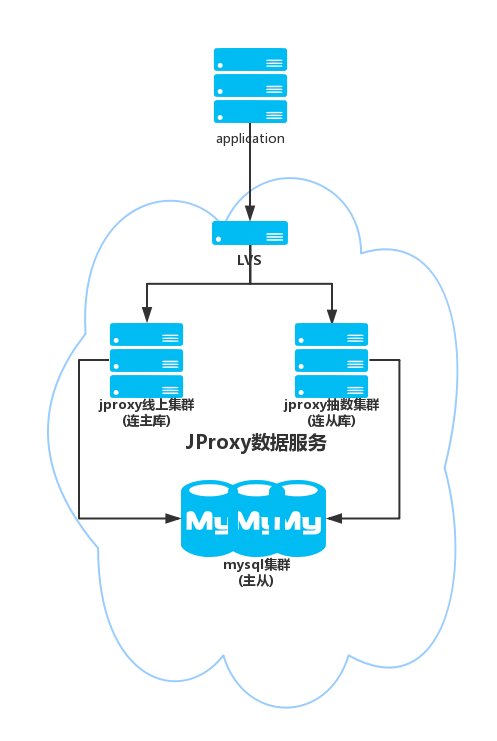 application
LVS
jproxy线上集群
(连主库)
jproxy抽数集群
(连从库)
JProxy数据服务
My My My
mysql集群
(主从)